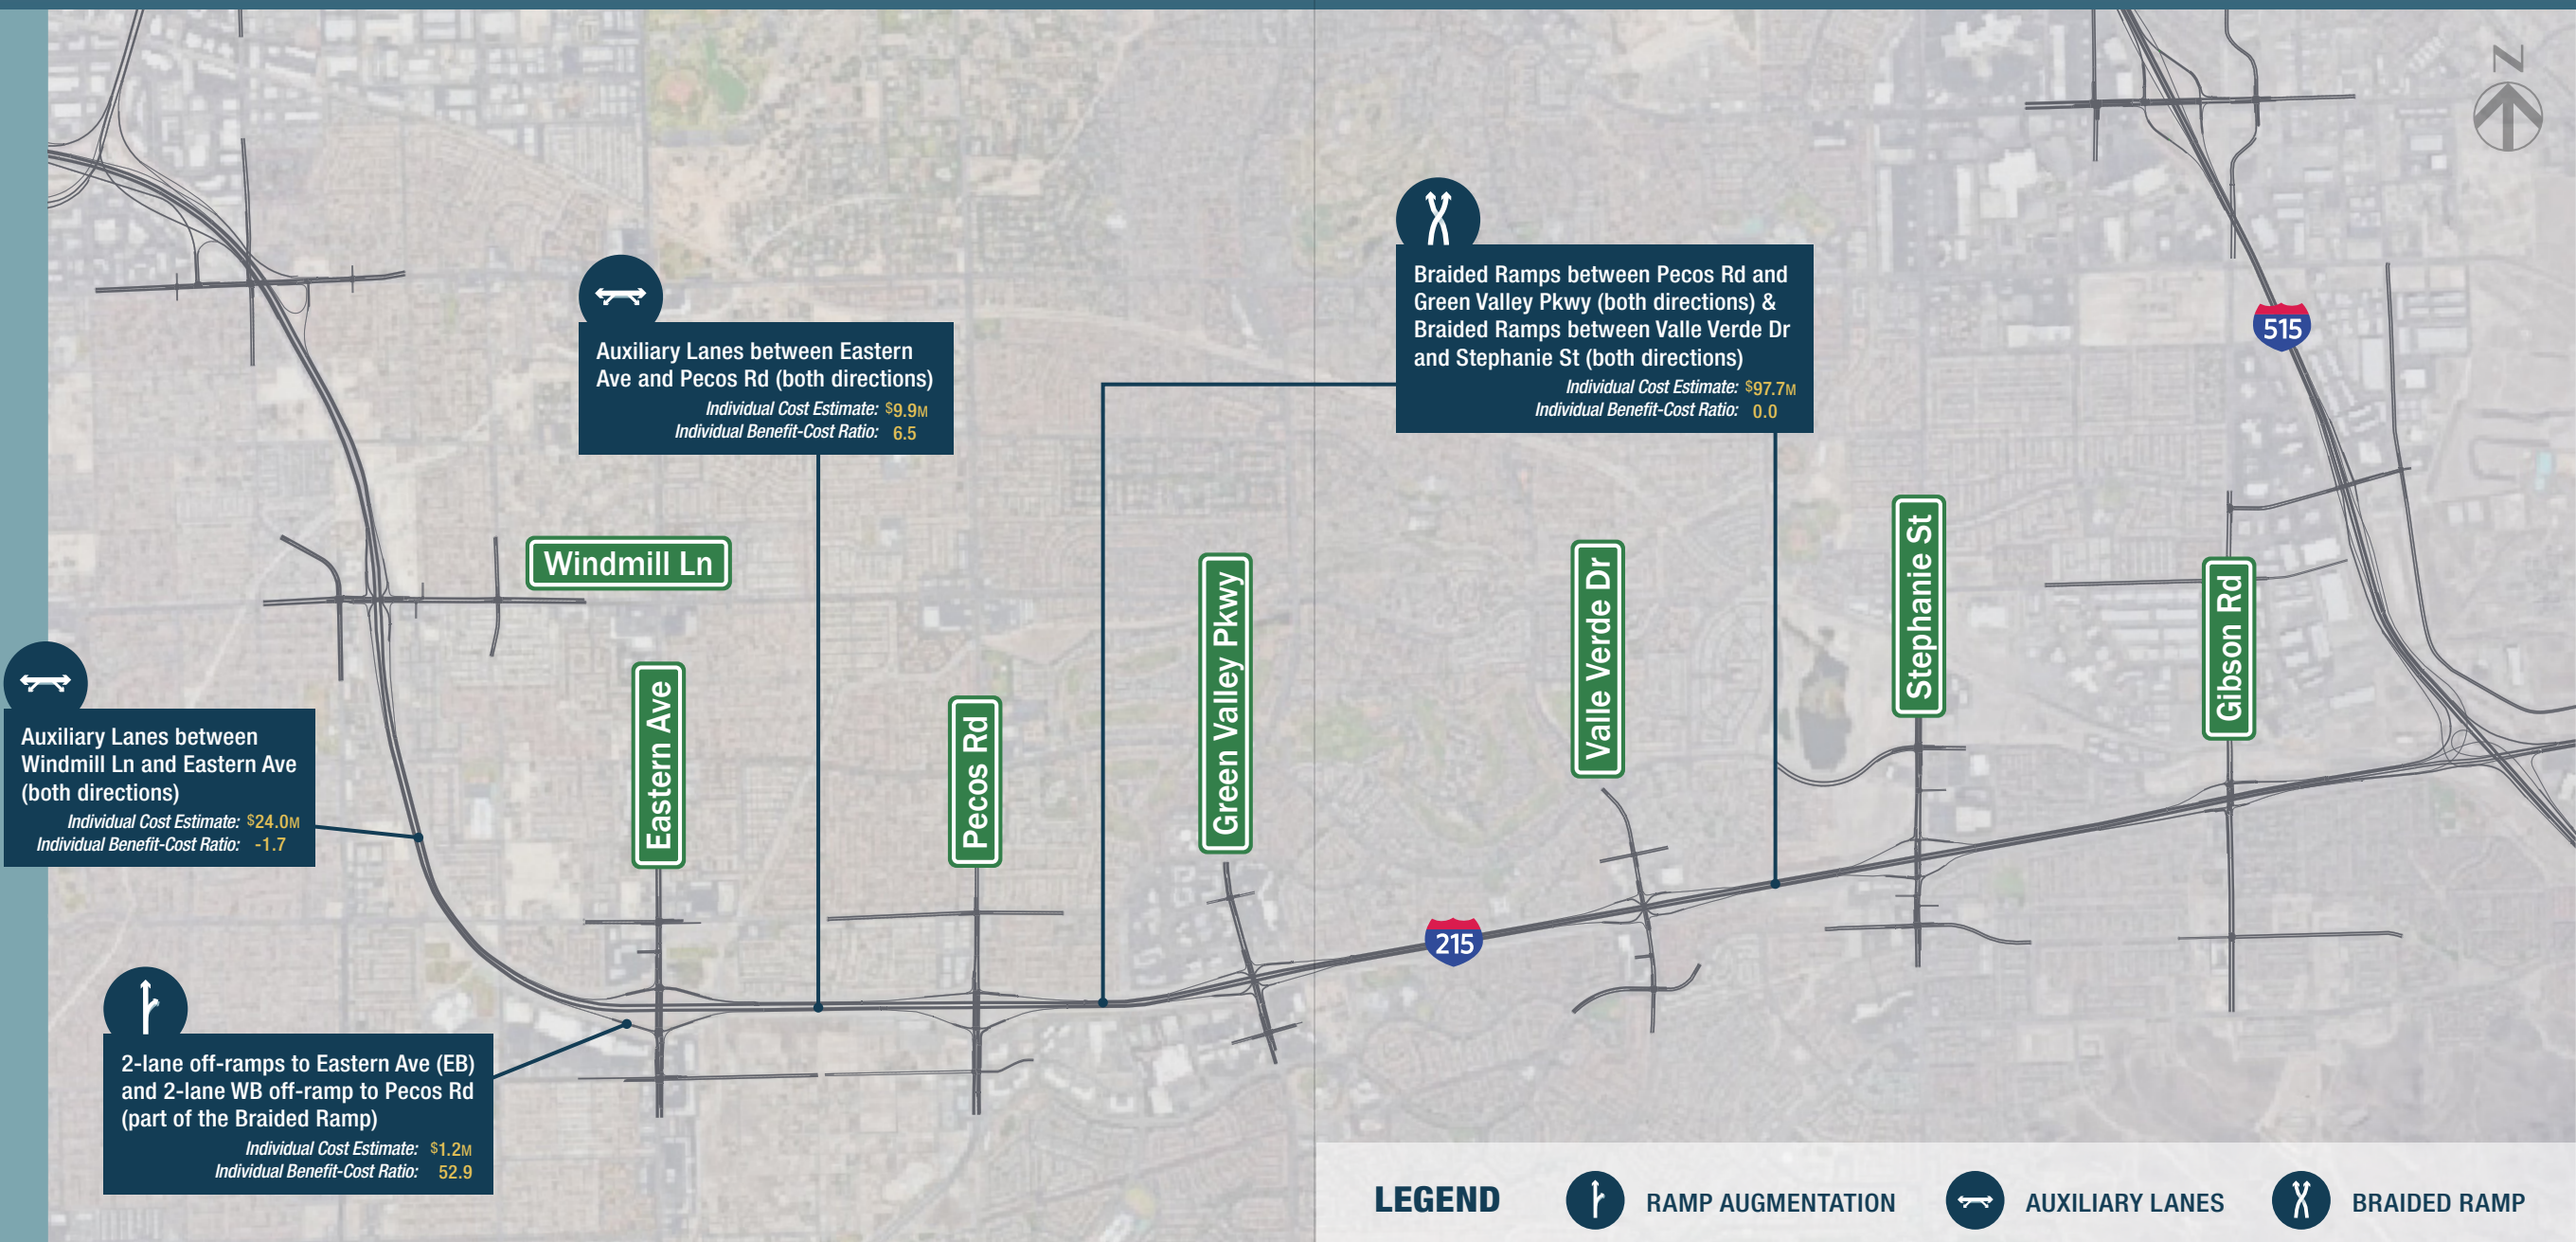 N
Braided Ramps between Pecos Rd and
Green Valley Pkwy (both directions) &
Braided Ramps between Valle Verde Dr
and Stephanie St (both directions)
Individual Cost Estimate: $97.7M
Individual Benefit-Cost Ratio: 0.0
515
Auxiliary Lanes between Eastern
Ave and Pecos Rd (both directions)
Individual Cost Estimate: $9.9M
Individual Benefit-Cost Ratio: 6.5
Windmill Ln
Eastern Ave
Pecos Rd
Green Valley Pkwy
Valle Verde Dr
Stephanie St
Gibson Rd
Auxiliary Lanes between
Windmill Ln and Eastern Ave
(both directions)
Individual Cost Estimate: $24.0M
Individual Benefit-Cost Ratio: -1.7
215
2-lane off-ramps to Eastern Ave (EB)
and 2-lane WB off-ramp to Pecos Rd
(part of the Braided Ramp)
Individual Cost Estimate: $1.2M
Individual Benefit-Cost Ratio: 52.9
LEGEND
RAMP AUGMENTATION
AUXILIARY LANES
BRAIDED RAMP